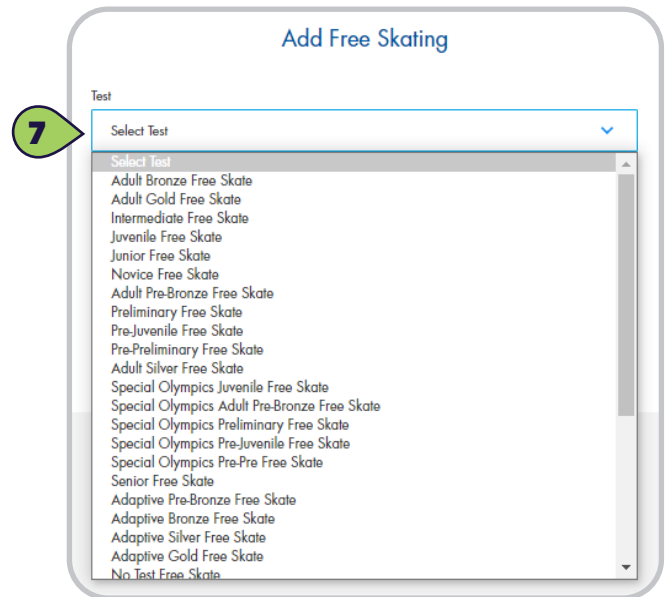 Add Free Skating
Test
7
Select Test
Select Test
Adult Bronze Free Skate
Adult Gold Free Skate
Intermediate Free Skate
Juvenile Free Skate
Junior Free Skate
Novice Free Skate
Adult Pre-Bronze Free Skate
Preliminary Free Skate
Pre-Juvenile Free Skate
Pre-Preliminary Free Skate
Adult Silver Free Skate
Special Olympics Juvenile Free Skate
Special Olympics Adult Pre-Bronze Free Skate
Special Olympics Preliminary Free Skate
Special Olympics Pre-Juvenile Free Skate
Special Olympics Pre-Pre Free Skate
Senior Free Skate
Adaptive Pre-Bronze Free Skate
Adaptive Bronze Free Skate
Adaptive Silver Free Skate
Adaptive Gold Free Skate
No Test Free Skate